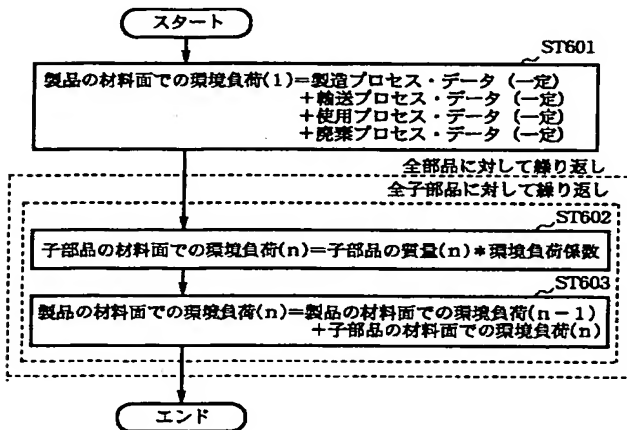 スタート
ST601
製品の材料面での環境負荷(1)=製造プロセス・データ (一定)
+輸送プロセス・データ (一定)
+使用プロセス・データ (一定)
+廃棄プロセス・データ (一定)
全部品に対して繰り返し
全子部品に対して繰り返し
ST602
子部品の材料面での環境負荷(n)=子部品の質量(n)*環境負荷係数
ST603
製品の材料面での環境負荷(n)=製品の材料面での環境負荷(n-1)
+子部品の材料面での環境負荷(n)
エンド